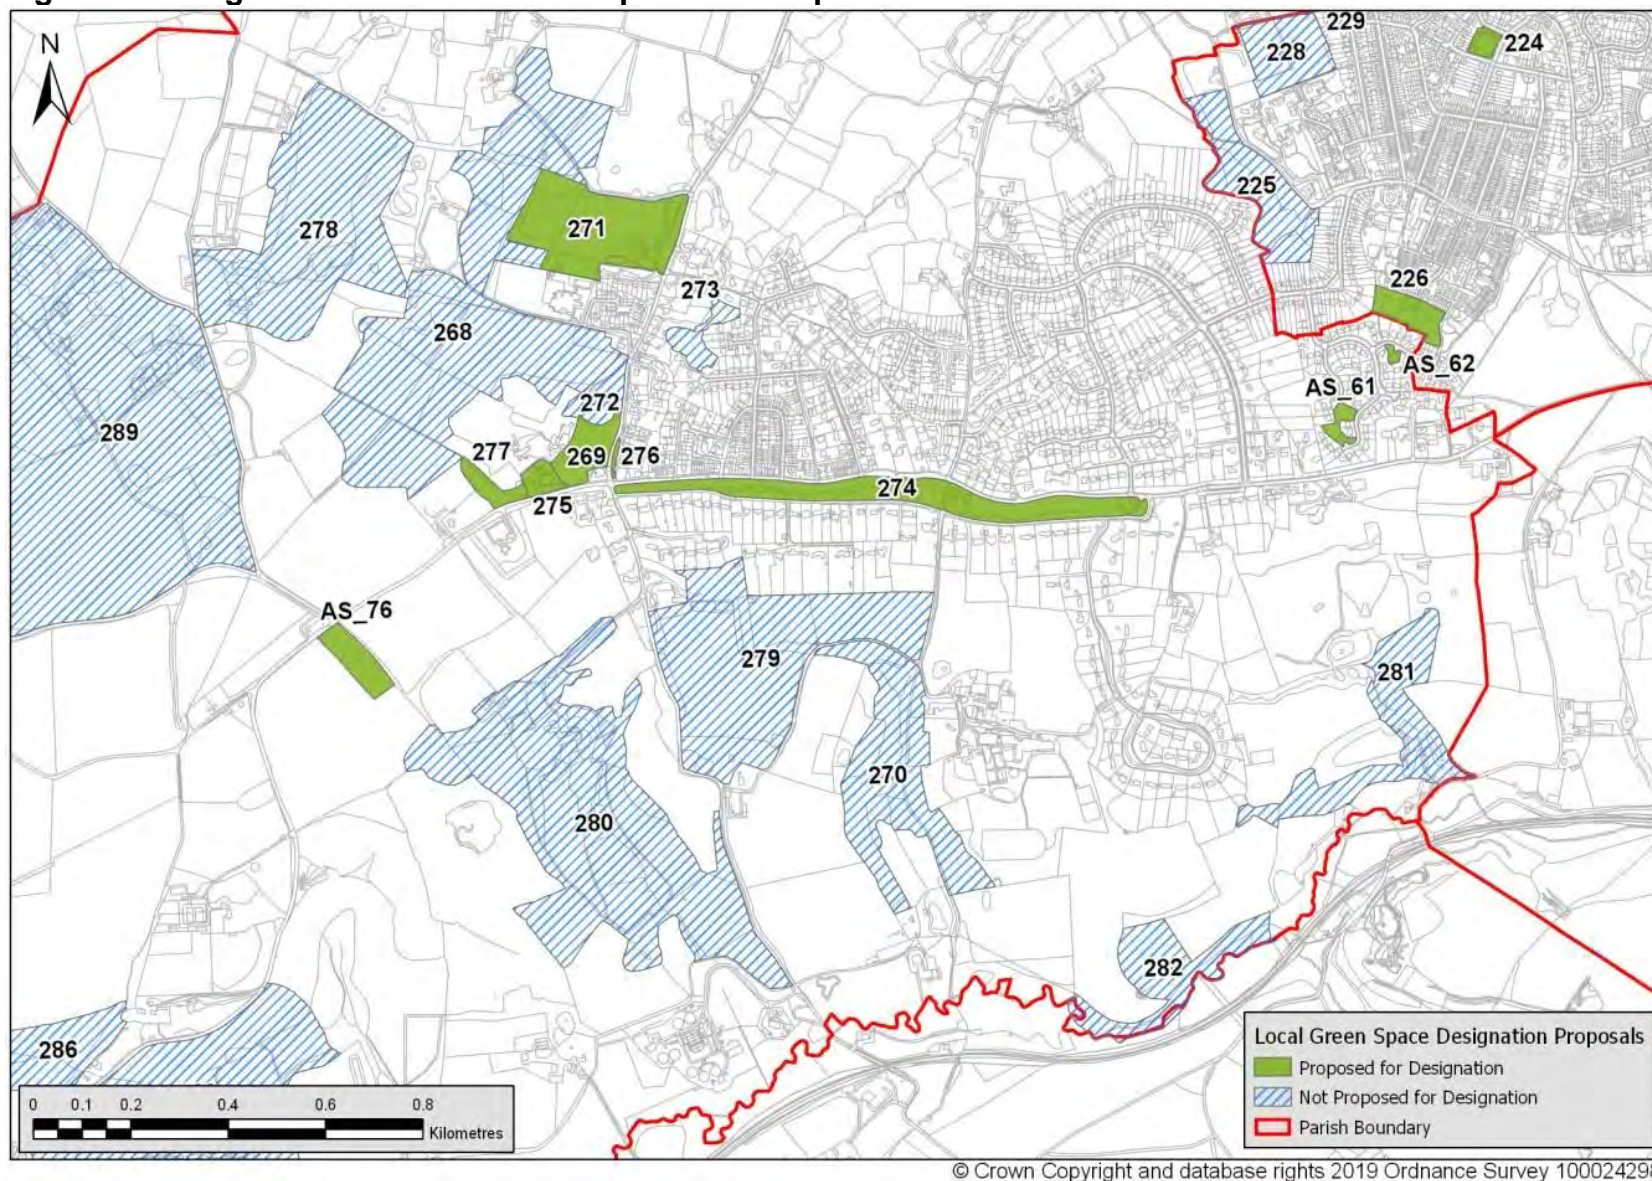 N
229
228
224
225
278
271
226
273
268
AS_62
AS_61
272
289
277
269
276
274
275
AS_76
279
281
270
280
282
286
Local Green Space Designation Proposals
Proposed for Designation
Not Proposed for Designation
Parish Boundary
0 0.1 0.2 0.4 0.6 0.8
Kilometres
© Crown Copyright and database rights 2019 Ordnance Survey 100024298